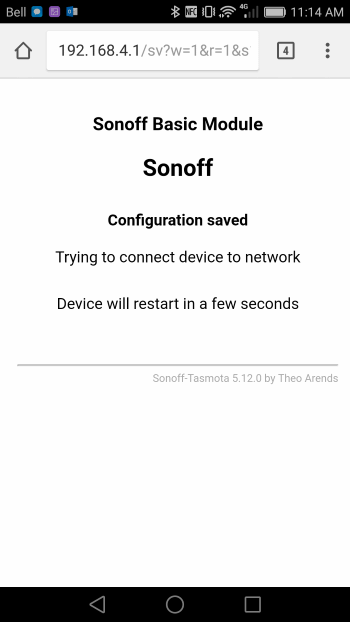 Bell NFC 4G 11:14 AM
192.168.4.1/sv?w=1&r=1&s 4
Sonoff Basic Module
Sonoff
Configuration saved
Trying to connect device to network
Device will restart in a few seconds
Sonoff-Tasmota 5.12.0 by Theo Arends